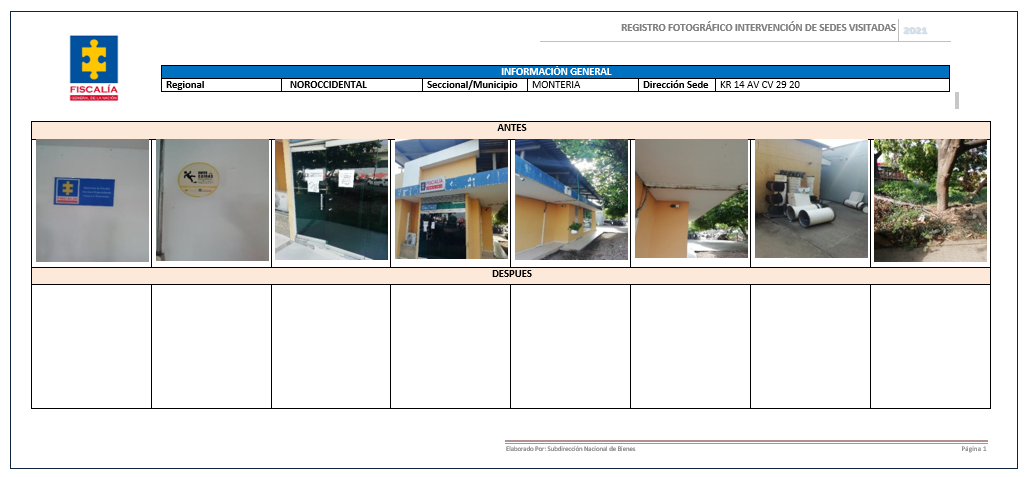 REGISTRO FOTOGRÁFICO INTERVENCIÓN DE SEDES VISITADAS 2021
FISCALÍA
GENERAL DE LA NACIÓN
INFORMACIÓN GENERAL
Regional NOROCCIDENTAL Seccional/Municipio MONTERIA Dirección Sede KR 14 AV CV 29 20
ANTES
FISCALÍA
DESPUES
Elaborado Por: Subdirección Nacional de Bienes Página 1